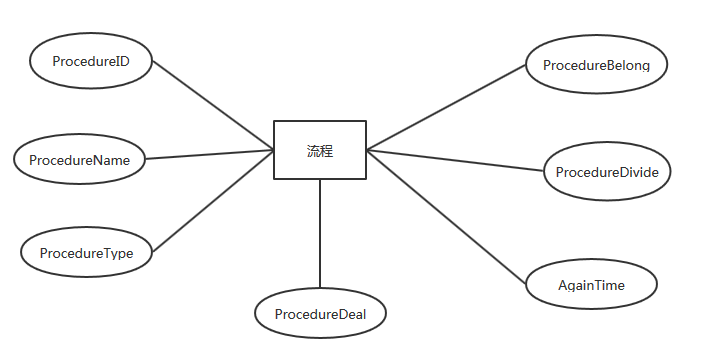 ProcedureID
ProcedureBelong
流程
ProcedureName
ProcedureDivide
ProcedureType
AgainTime
ProcedureDeal